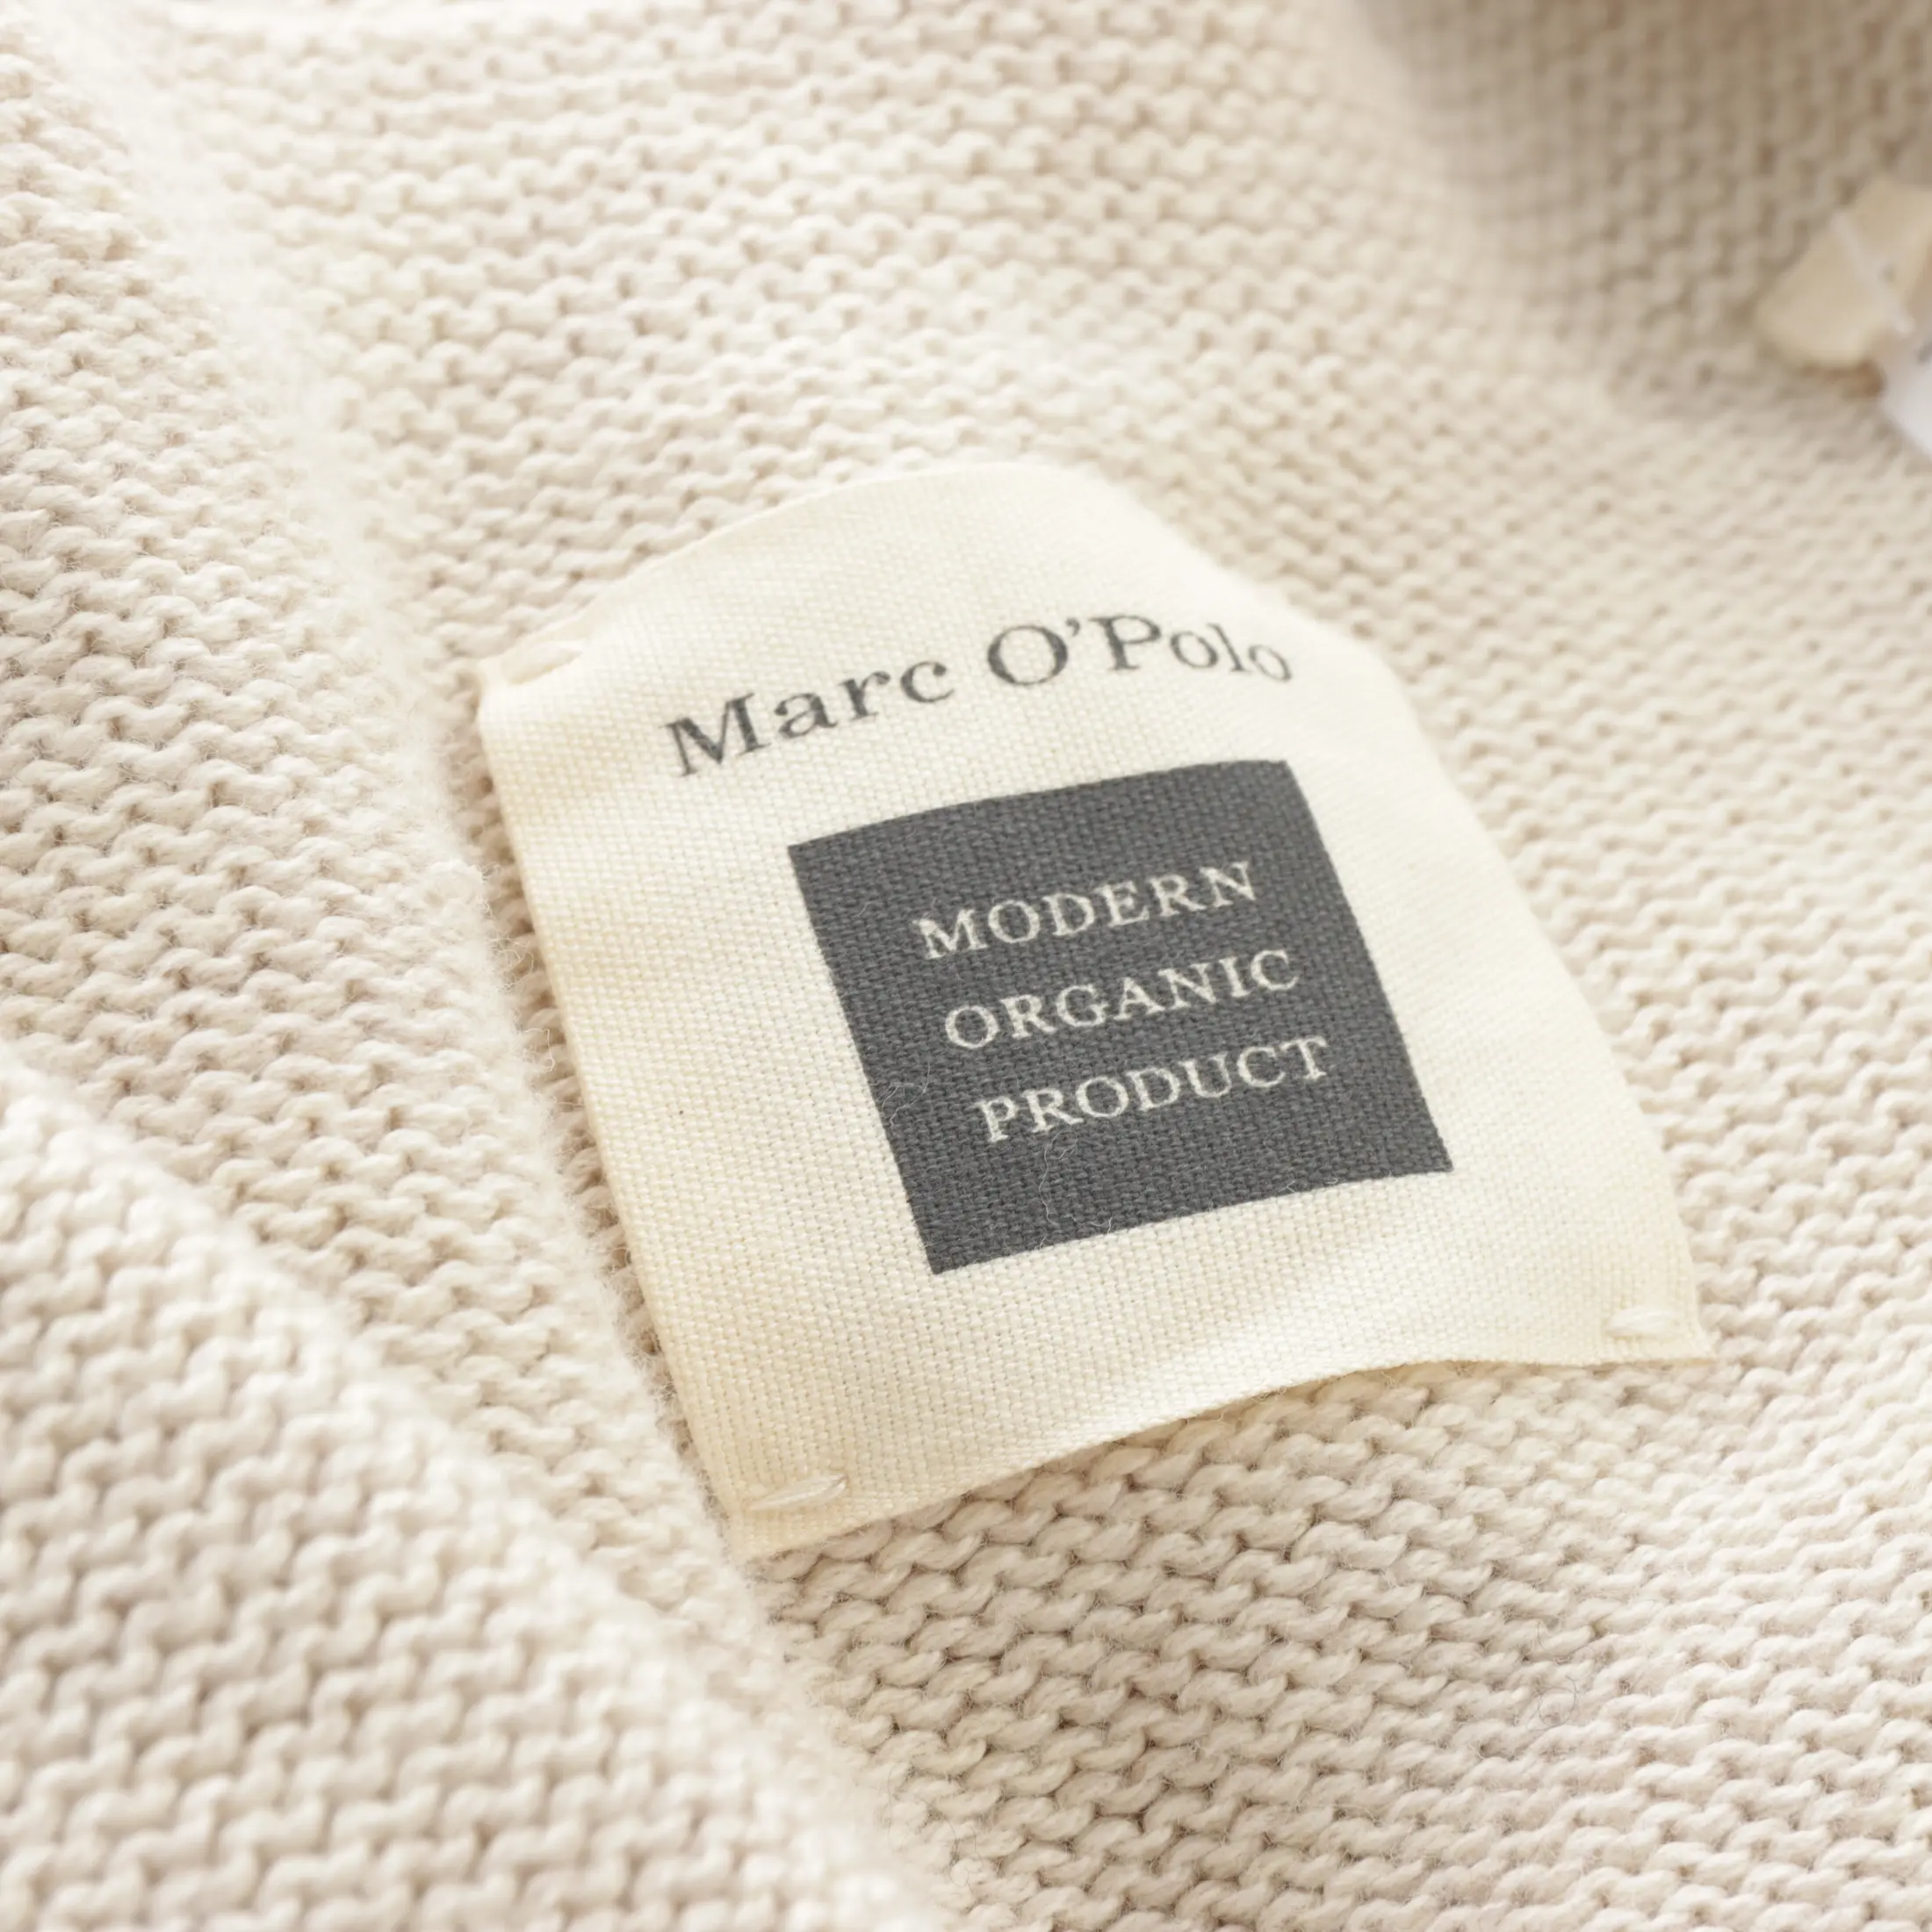 Marc O'Polo
MODERN
ORGANIC
PRODUCT